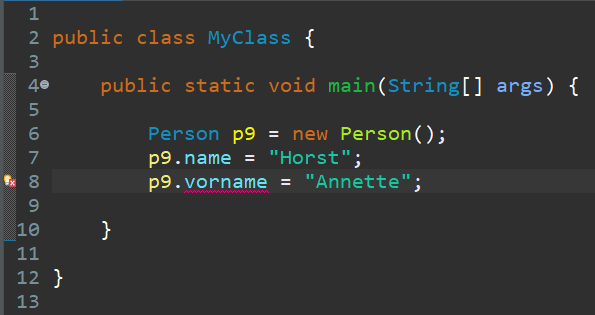 1
2 public class MyClass {
3
4 public static void main(String[] args) {
5
6 Person p9 = new Person();
7 p9.name = "Horst";
8 p9.vorname = "Annette";
9
10 }
11
12 }
13